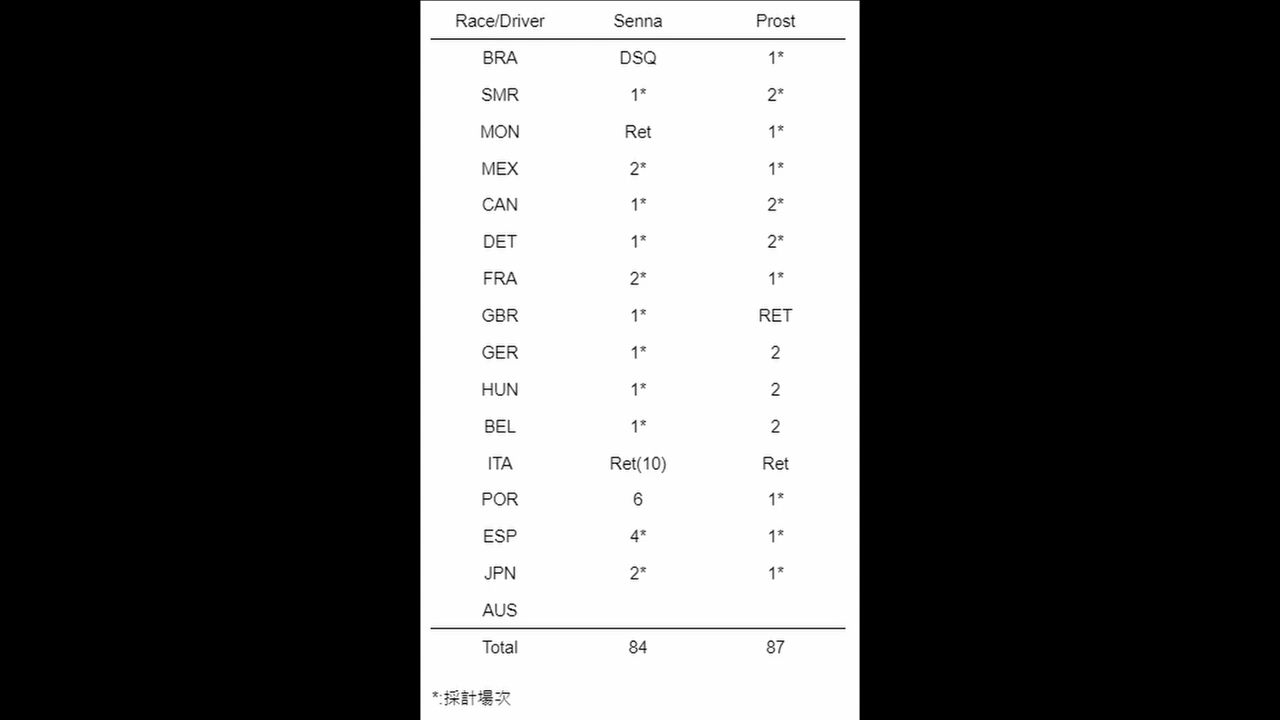 Race/Driver Senna Prost
BRA DSQ 1*
SMR 1* 2*
MON Ret 1*
MEX 2* 1*
CAN 1* 2*
DET 1* 2*
FRA 2* 1*
GBR 1* RET
GER 1* 2
HUN 1* 2
BEL 1* 2
ITA Ret(10) Ret
POR 6 1*
ESP 4* 1*
JPN 2* 1*
AUS
Total 84 87
*:採計場次